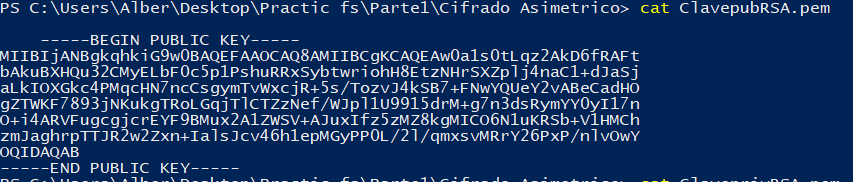 PS C:\Users\Alber\Desktop\Practic fs\Parte1\Cifrado Asimetrico> cat ClavepubRSA.pem
-----BEGIN PUBLIC KEY-----
MIIBIjANBgkqhkiG9w0BAQEFAAOCAQ8AMIIBCgKCAQEAw0a1s0tLqz2AkD6fRAFt
bAkuBXHQu32CMyELbF0c5p1PshuRRxSybtwriohH8EtzNHrSXZplj4naC1+dJaSj
aLkIOXGkc4PMqcHN7ncCsgymTvWxcjR+5s/TozvJ4kSB7+FNwYQUeY2vABeCadHO
gZTWKF7893jNKukgTRoLGqjTlCTZzNef/WJpl1U9915drM+g7n3dsRymYY0yI17n
O+i4ARVFugcgjcrEYF9BMux2A1ZWSV+AJuxIfz5zMZ8kgMICO6N1uKRSb+V1HMCh
zmJaghrpTTJR2w2Zxn+IalsJcv46h1epMGyPP0L/2l/qmxsvMRrY26PxP/nlvOwY
OQIDAQAB
-----END PUBLIC KEY-----
PS C:\Users\Alber\Desktop\Practic fs\Parte1\Cifrado Asimetrico> cat ClaveprivRSA.pem